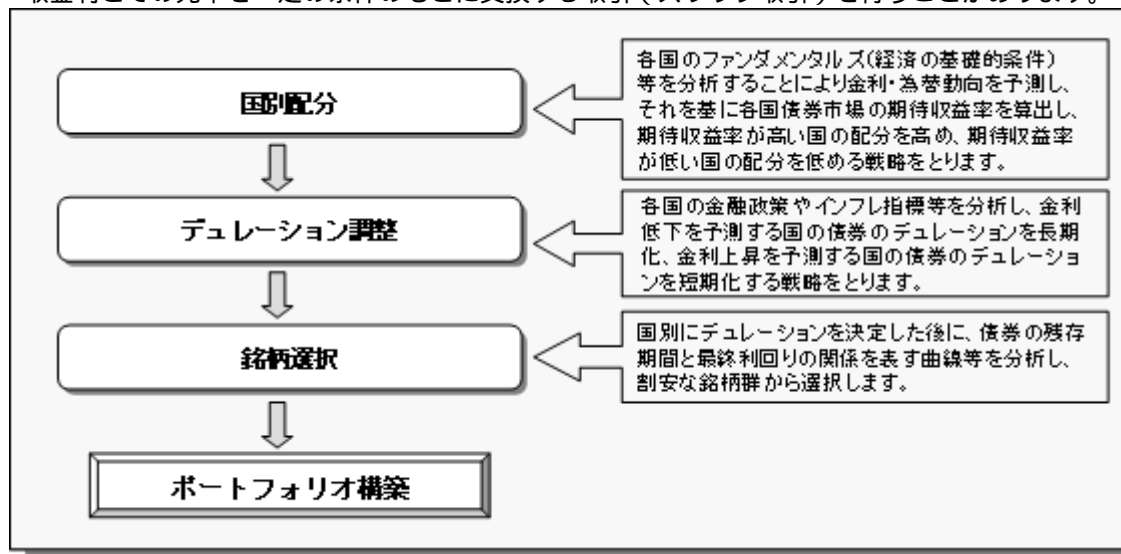 国別配分
各国のファンダメンタルズ(経済の基礎的条件)
等を分析することにより金利・為替動向を予測し、
それを基に各国債券市場の期待収益率を算出し、
期待収益率が高い国の配分を高め、期待収益率
が低い国の配分を低める戦略をとります。
デュレーション調整
各国の金融政策やインフレ指標等を分析し、金利
低下を予測する国の債券のデュレーションを長期
化、金利上昇を予測する国の債券のデュレーショ
ンを短期化する戦略をとります。
銘柄選択
国別にデュレーションを決定した後に、債券の残存
期間と最終利回りの関係を表す曲線等を分析し、
割安な銘柄群から選択します。
ポートフォリオ構築